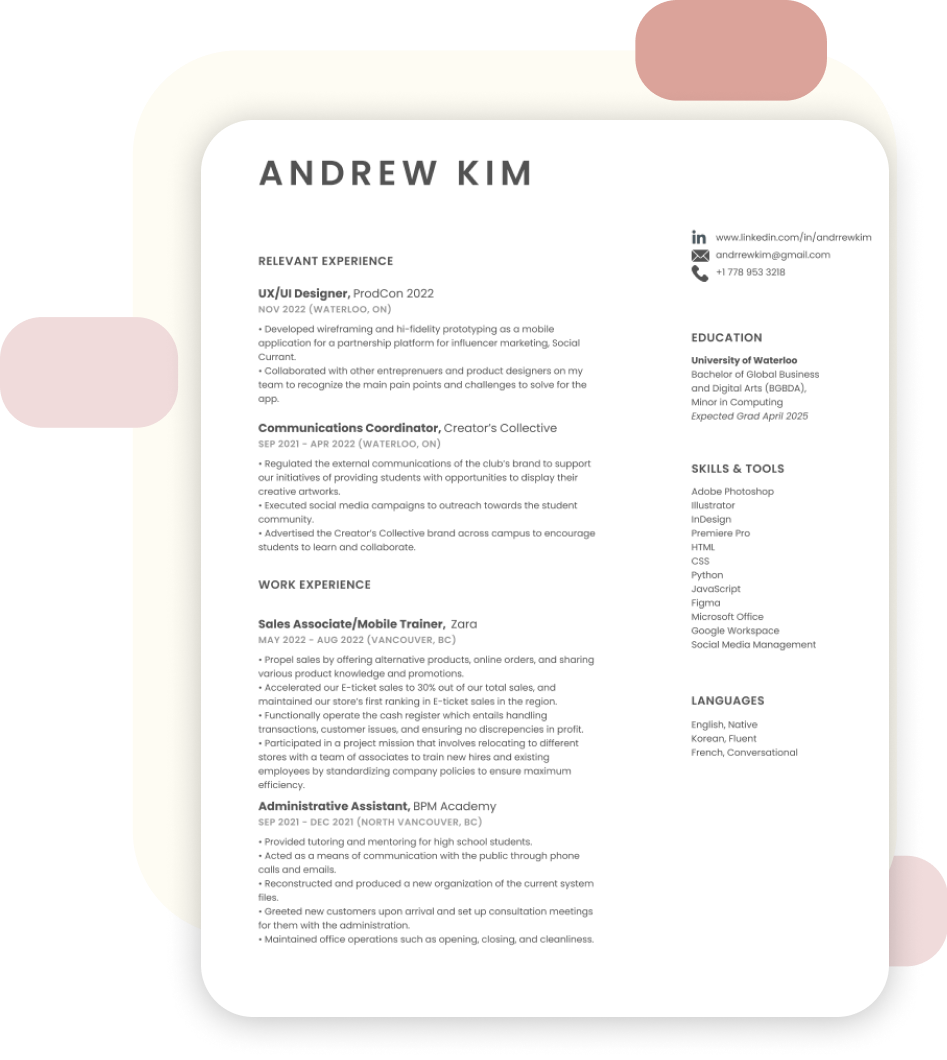 ANDREW KIM
RELEVANT EXPERIENCE
UX/UI Designer, ProdCon 2022
NOV 2022 (WATERLOO, ON)
• Developed wireframing and hi-fidelity prototyping as a mobile
application for a partnership platform for influencer marketing, Social
Currant.
• Collaborated with other entreprenuers and product designers on my
team to recognize the main pain points and challenges to solve for the
app.
Communications Coordinator, Creator's Collective
SEP 2021 - APR 2022 (WATERLOO, ON)
• Regulated the external communications of the club's brand to support
our initiatives of providing students with opportunities to display their
creative artworks.
• Executed social media campaigns to outreach towards the student
community.
• Advertised the Creator's Collective brand across campus to encourage
students to learn and collaborate.
WORK EXPERIENCE
Sales Associate/Mobile Trainer, Zara
MAY 2022 - AUG 2022 (VANCOUVER, BC)
• Propel sales by offering alternative products, online orders, and sharing
various product knowledge and promotions.
• Accelerated our E-ticket sales to 30% out of our total sales, and
maintained our store's first ranking in E-ticket sales in the region.
• Functionally operate the cash register which entails handling
transactions, customer issues, and ensuring no discrepencies in profit.
• Participated in a project mission that involves relocating to different
stores with a team of associates to train new hires and existing
employees by standardizing company policies to ensure maximum
efficiency.
Administrative Assistant, BPM Academy
SEP 2021 - DEC 2021 (NORTH VANCOUVER, BC)
• Provided tutoring and mentoring for high school students.
• Acted as a means of communication with the public through phone
calls and emails.
• Reconstructed and produced a new organization of the current system
files.
• Greeted new customers upon arrival and set up consultation meetings
for them with the administration.
• Maintained office operations such as opening, closing, and cleanliness.
in www.linkedin.com/in/andrrewkim
andrrewkim@gmail.com
+1 778 953 3218
EDUCATION
University of Waterloo
Bachelor of Global Business
and Digital Arts (BGBDA),
Minor in Computing
Expected Grad April 2025
SKILLS & TOOLS
Adobe Photoshop
Illustrator
InDesign
Premiere Pro
HTML
CSS
Python
JavaScript
Figma
Microsoft Office
Google Workspace
Social Media Management
LANGUAGES
English, Native
Korean, Fluent
French, Conversational